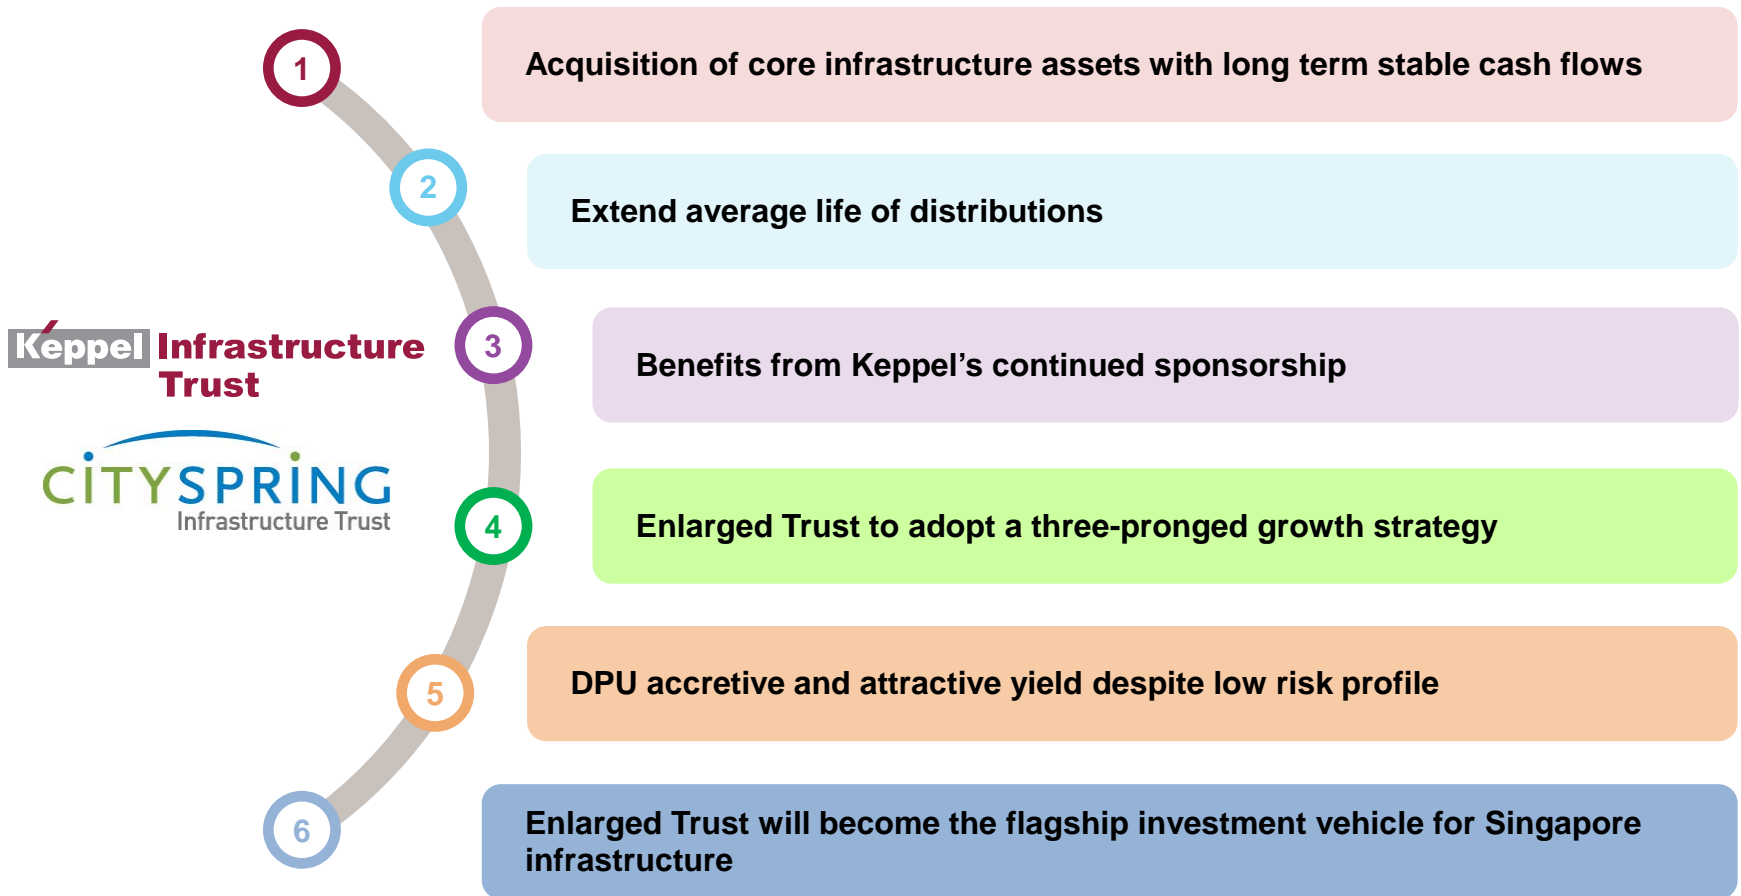 1
Acquisition of core infrastructure assets with long term stable cash flows
2
Extend average life of distributions
Keppel Infrastructure
Trust
3
Benefits from Keppel’s continued sponsorship
CiTYSPRiNG
Infrastructure Trust
4
Enlarged Trust to adopt a three-pronged growth strategy
5
DPU accretive and attractive yield despite low risk profile
6
Enlarged Trust will become the flagship investment vehicle for Singapore
infrastructure